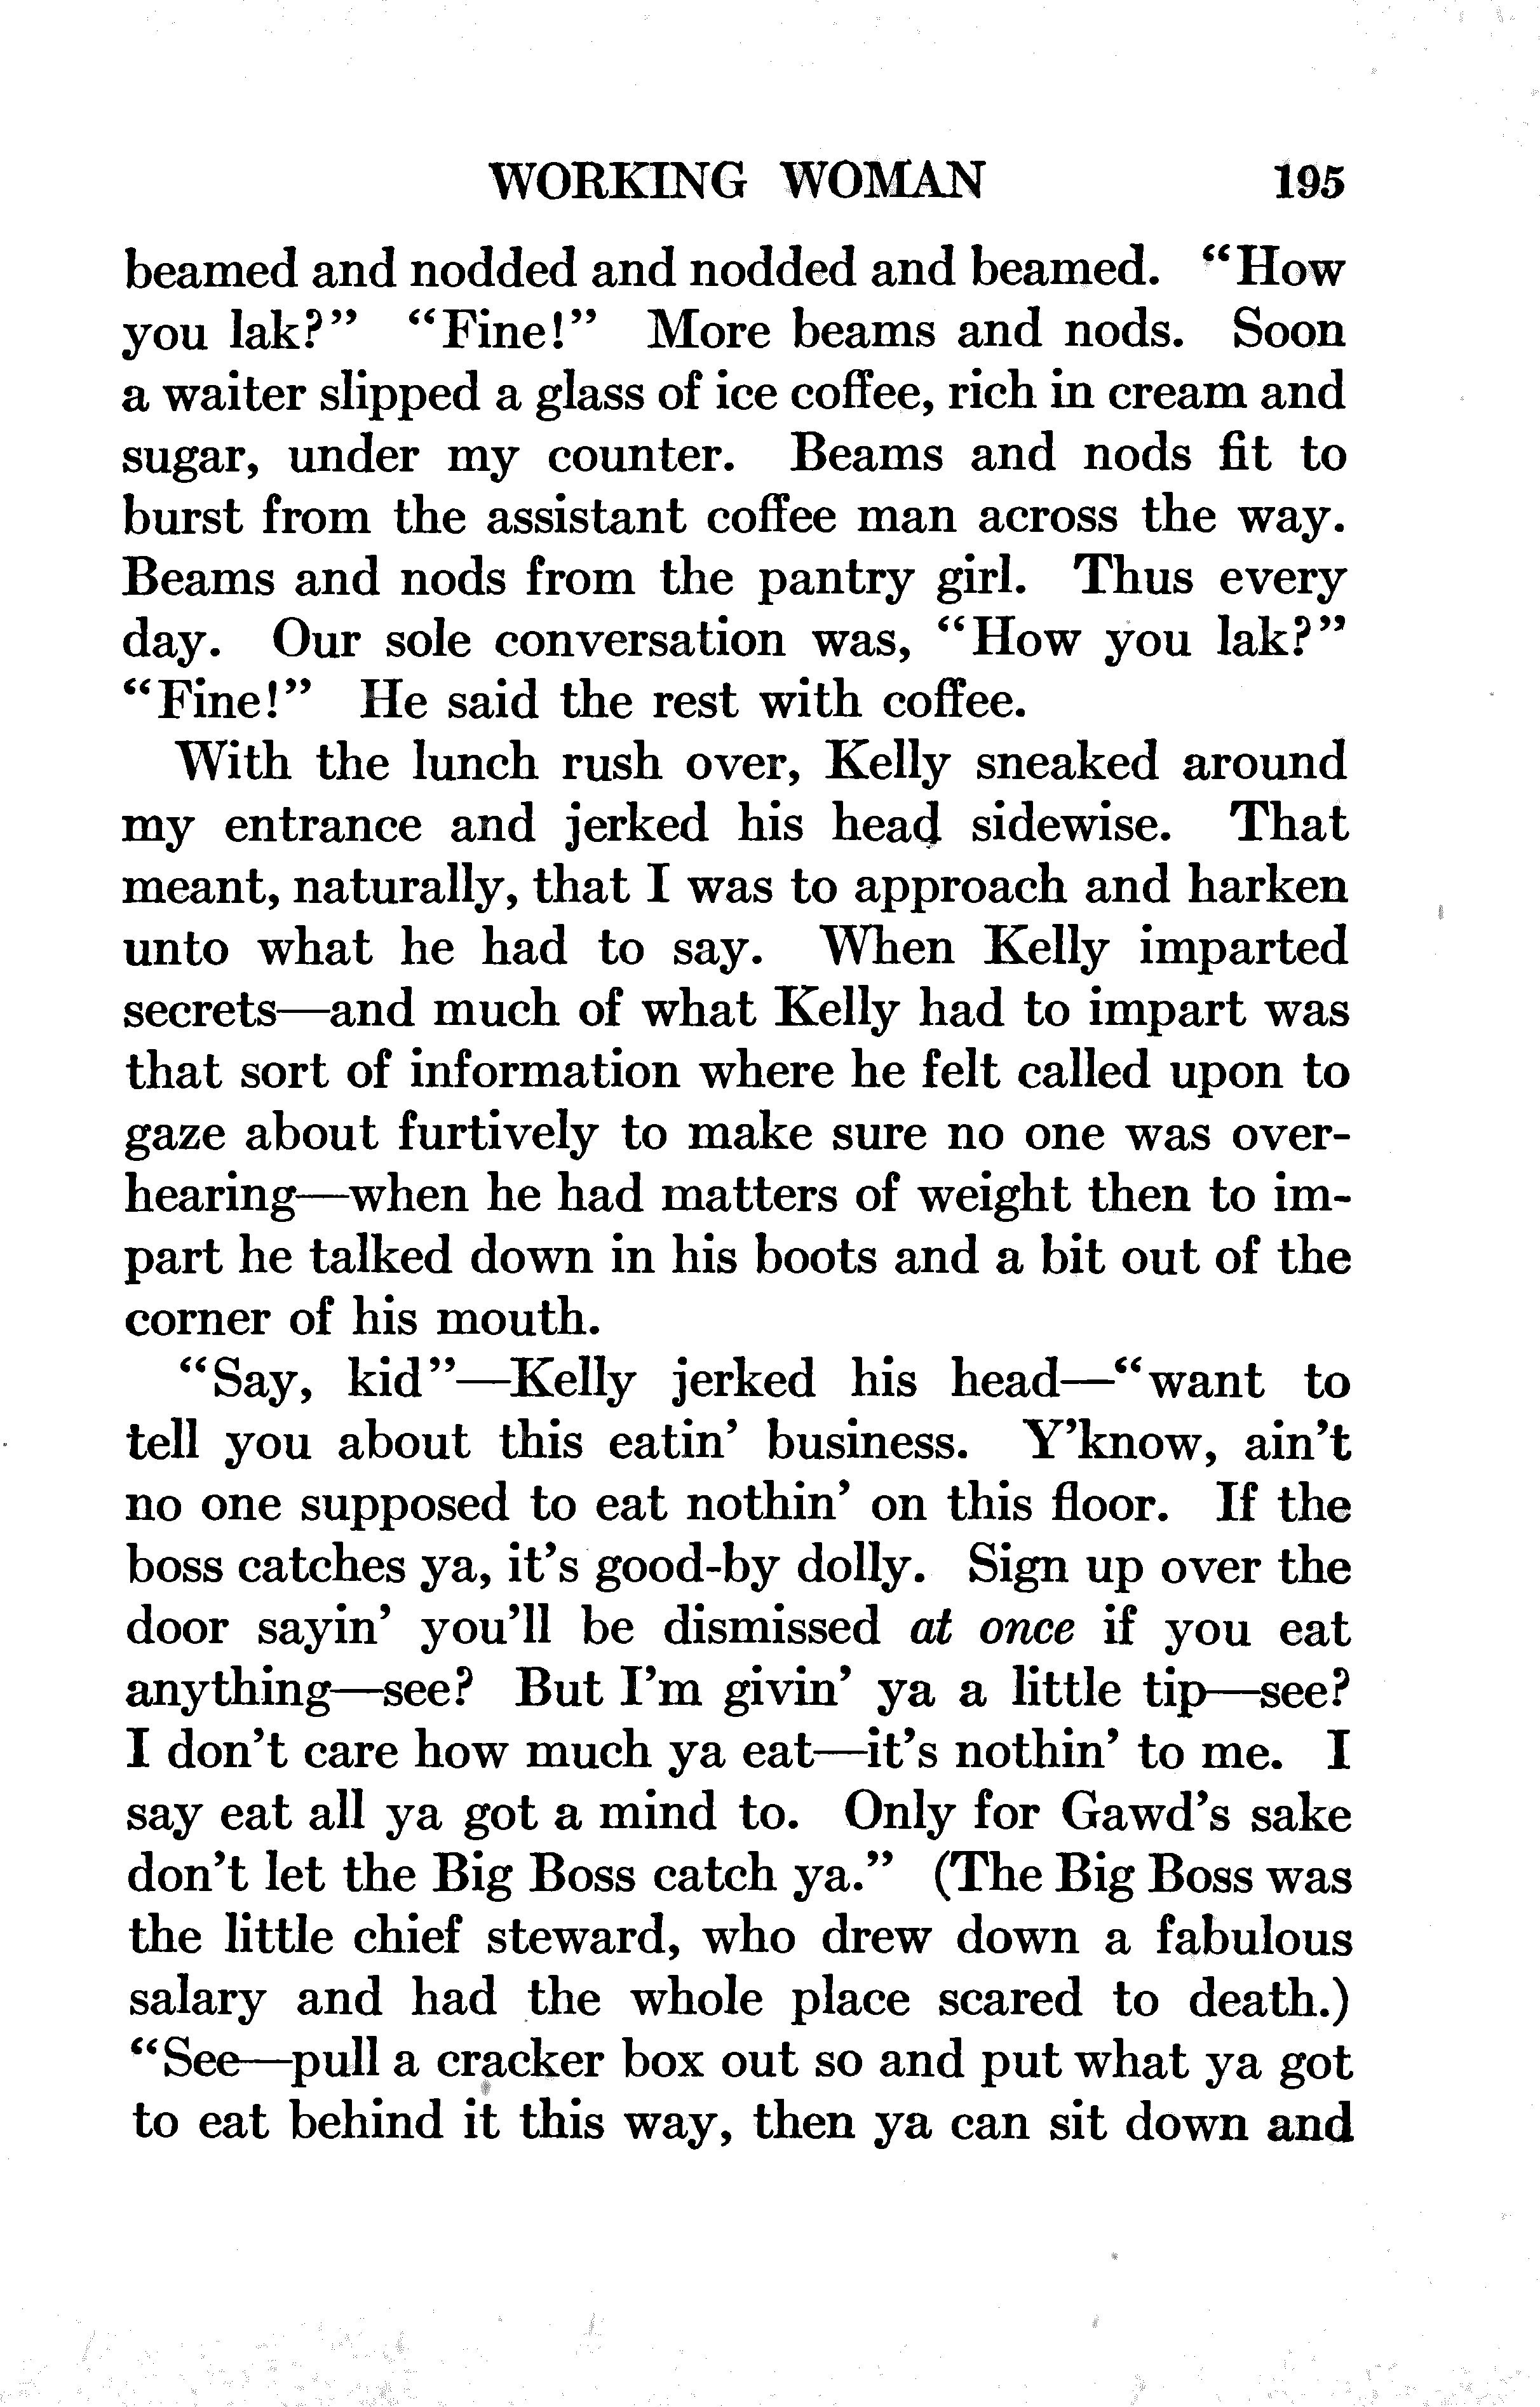 WORKING WOMAN 195
beamed and nodded and nodded and beamed. “How
you lak?” “Fine!” More beams and nods. Soon
a waiter slipped a glass of ice coffee, rich in cream and
sugar, under my counter. Beams and nods fit to
burst from the assistant coffee man across the way.
Beams and nods from the pantry girl. Thus every
day. Our sole conversation was, “How you lak?”
“Fine!” He said the rest with coffee.
With the lunch rush over, Kelly sneaked around
my entrance and jerked his head sidewise. That
meant, naturally, that I was to approach and harken
unto what he had to say. When Kelly imparted
secrets—and much of what Kelly had to impart was
that sort of information where he felt called upon to
gaze about furtively to make sure no one was over-
hearing—when he had matters of weight then to im-
part he talked down in his boots and a bit out of the
corner of his mouth.
“Say, kid”—Kelly jerked his head—“want to
tell you about this eatin’ business. Y’know, ain’t
no one supposed to eat nothin’ on this floor. If the
boss catches ya, it’s good-by dolly. Sign up over the
door sayin’ you’ll be dismissed at once if you eat
anything—see? But I’m givin’ ya a little tip—see?
I don’t care how much ya eat—it’s nothin’ to me. I
say eat all ya got a mind to. Only for Gawd’s sake
don’t let the Big Boss catch ya.” (The Big Boss was
the little chief steward, who drew down a fabulous
salary and had the whole place scared to death.)
“See—pull a cracker box out so and put what ya got
to eat behind it this way, then ya can sit down and